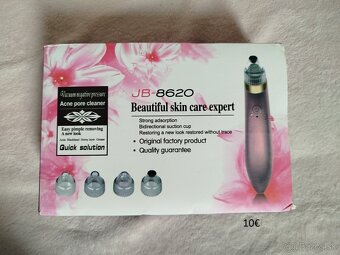 Vacuum negative pressure
Acne pore cleaner
Easy pimple removing
A new look
Quick solution
JB-8620
Beautiful skin care expert
Strong adsorption
Bidirectional suction cup
Restoring a new look restored without trace
• Original factory product
• Quality guarantee
10€